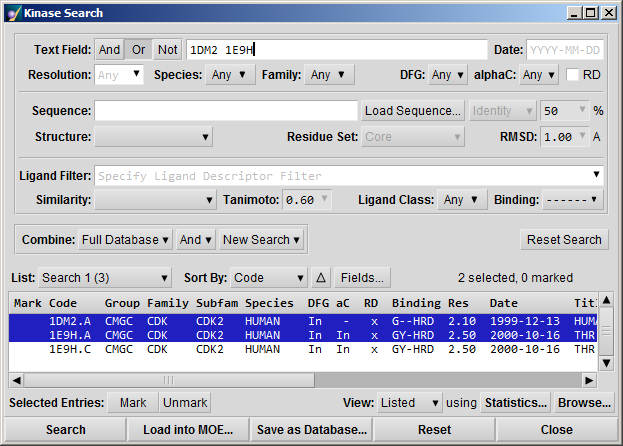 Kinase Search
Text Field: And Or Not 1DM2 1E9H Date: YYYY-MM-DD
Resolution: Any Species: Any Family: Any DFG: Any alphaC: Any RD
Sequence: Load Sequence... Identity 50 %
Structure: Residue Set: Core RMSD: 1.00 A
Ligand Filter: Specify Ligand Descriptor Filter
Similarity: Tanimoto: 0.60 Ligand Class: Any Binding: ------
Combine: Full Database And New Search Reset Search
List: Search 1 (3) Sort By: Code Δ Fields... 2 selected, 0 marked
Mark Code Group Family Subfam Species DFG aC RD Binding Res Date Titl
1DM2.A CMGC CDK CDK2 HUMAN In - x G--HRD 2.10 1999-12-13 HUMA
1E9H.A CMGC CDK CDK2 HUMAN In In x GY-HRD 2.50 2000-10-16 THR
1E9H.C CMGC CDK CDK2 HUMAN In In x GY-HRD 2.50 2000-10-16 THR
Selected Entries: Mark Unmark View: Listed using Statistics... Browse...
Search Load into MOE... Save as Database... Reset Close